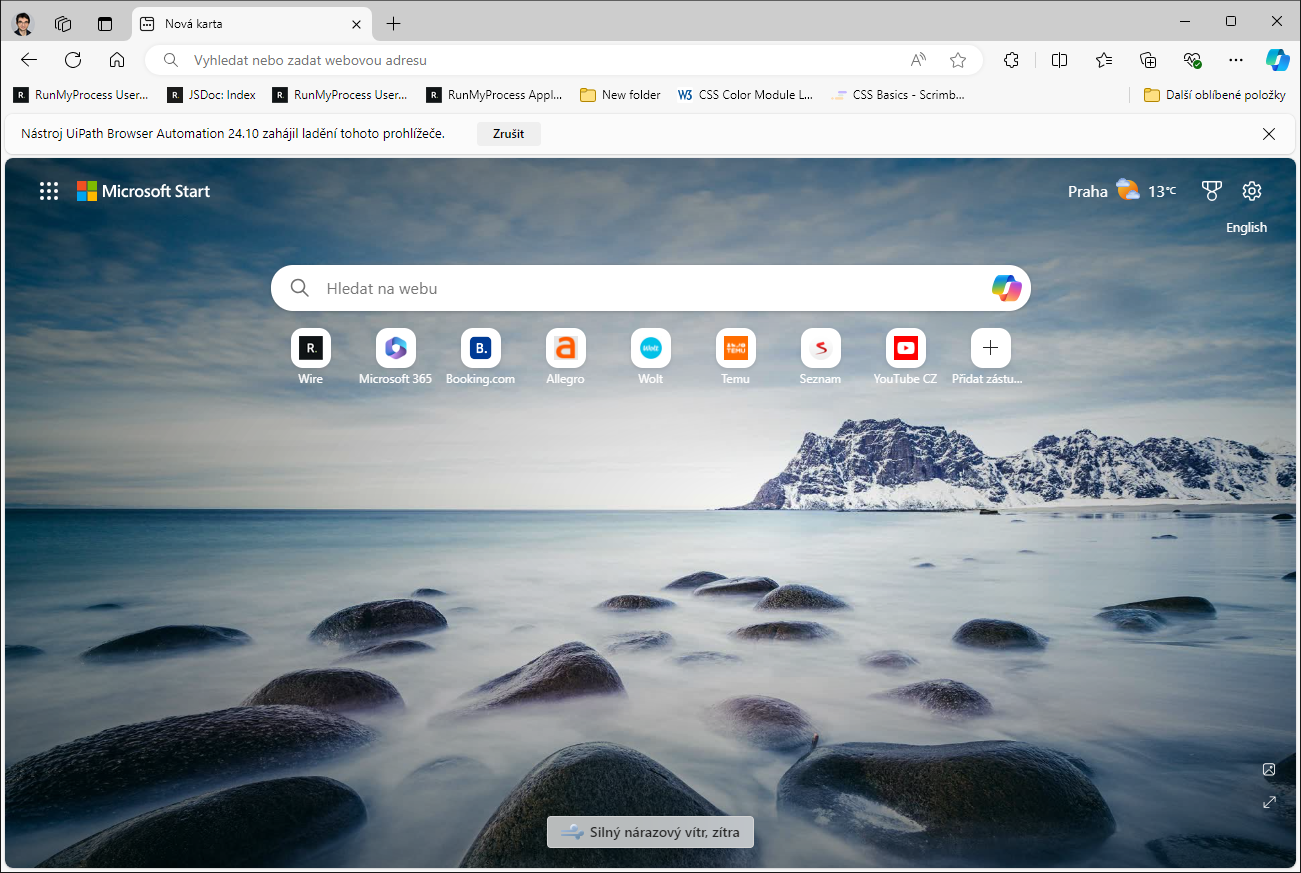 Nová karta
Vyhledat nebo zadat webovou adresu
RunMyProcess User... JSDoc: Index RunMyProcess User... RunMyProcess Appl... New folder W3 CSS Color Module L... CSS Basics - Scrimb... Další oblíbené položky
Nástroj UiPath Browser Automation 24.10 zahájil ladění tohoto prohlížeče. Zrušit
Microsoft Start Praha 13°C
English
Hledat na webu
R. B. a Wolt TEMU S
Wire Microsoft 365 Booking.com Allegro Wolt Temu Seznam YouTube CZ Přidat zástu...
Silný nárazový vítr, zítra